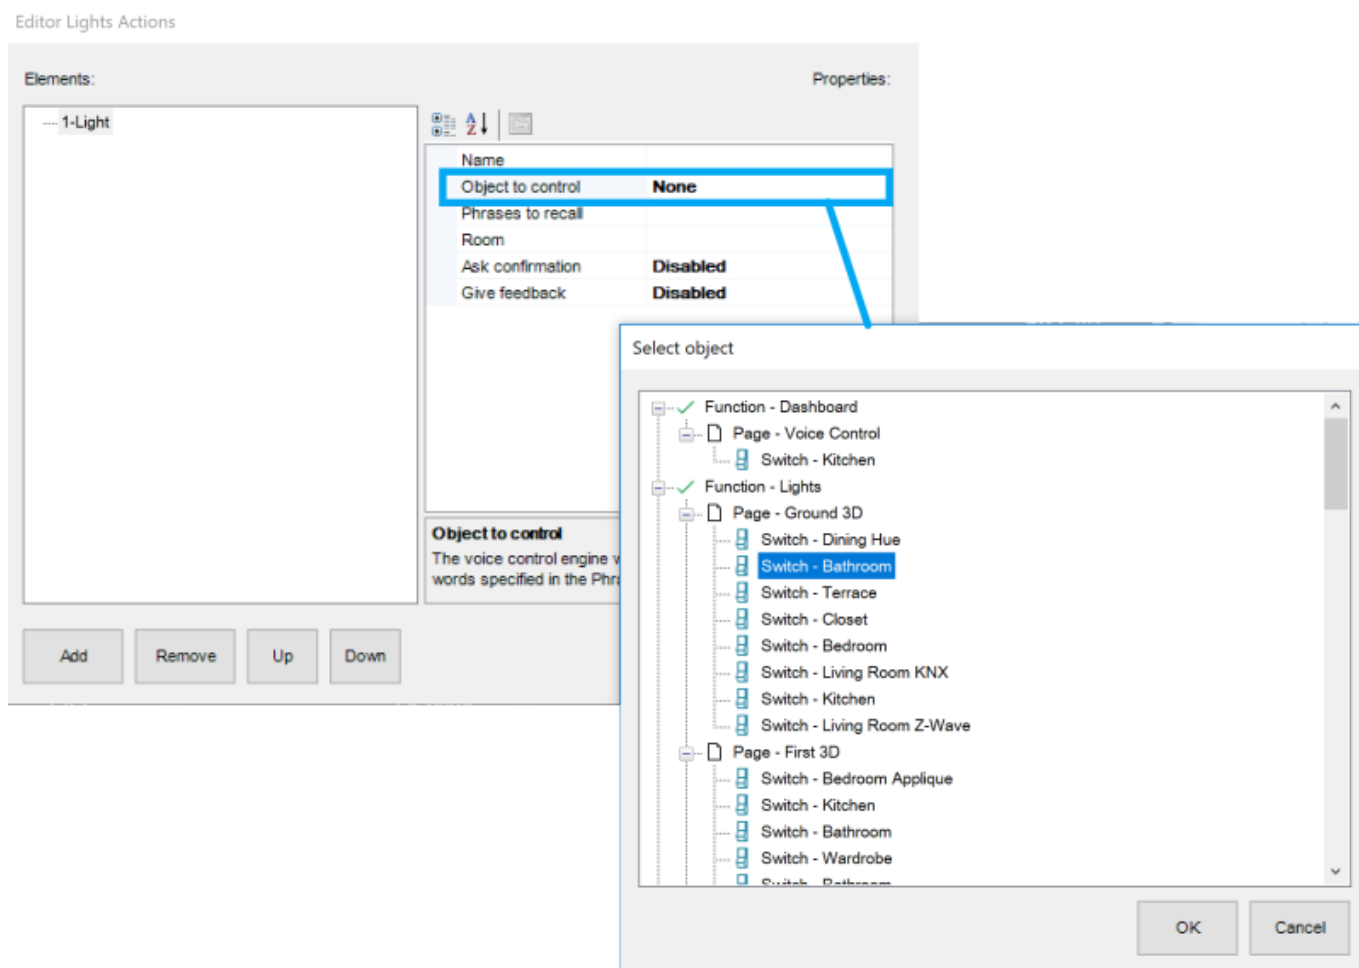 Editor Lights Actions
Elements:
Properties:
1-Light
Name
Object to control None
Phrases to recall
Room
Ask confirmation Disabled
Give feedback Disabled
Object to control
The voice control engine
words specified in the
Add Remove Up Down
Select object
Function - Dashboard
Page - Voice Control
Switch - Kitchen
Function - Lights
Page - Ground 3D
Switch - Dining Hue
Switch - Bathroom
Switch - Terrace
Switch - Closet
Switch - Bedroom
Switch - Living Room KNX
Switch - Kitchen
Switch - Living Room Z-Wave
Page - First 3D
Switch - Bedroom Applique
Switch - Kitchen
Switch - Bathroom
Switch - Wardrobe
Switch - Bathroom
OK Cancel